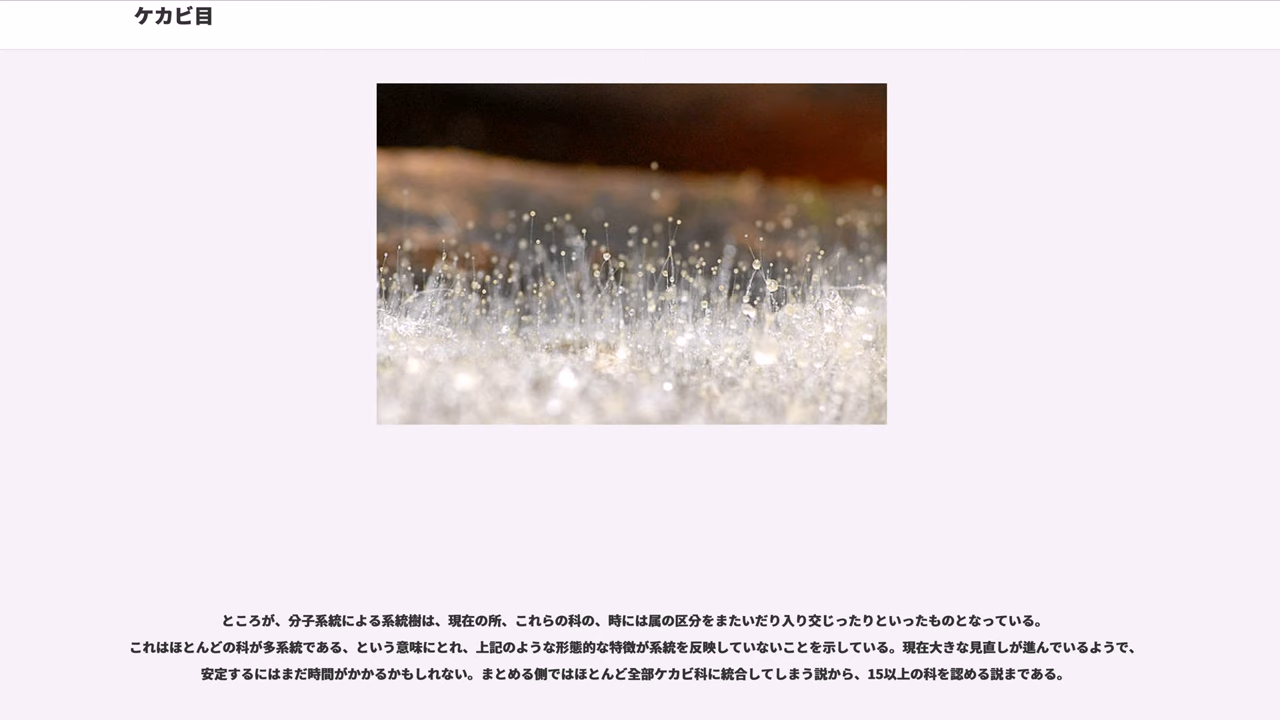 ケカビ目
ところが、分子系統による系統樹は、現在の所、これらの科の、時には属の区分をまたいだり入り交じったりといったものとなっている。
これはほとんどの科が多系統である、という意味にとれ、上記のような形態的な特徴が系統を反映していないことを示している。現在大きな見直しが進んでいるようで、
安定するにはまだ時間がかかるかもしれない。まとめる側ではほとんど全部ケカビ科に統合してしまう説から、15以上の科を認める説まである。